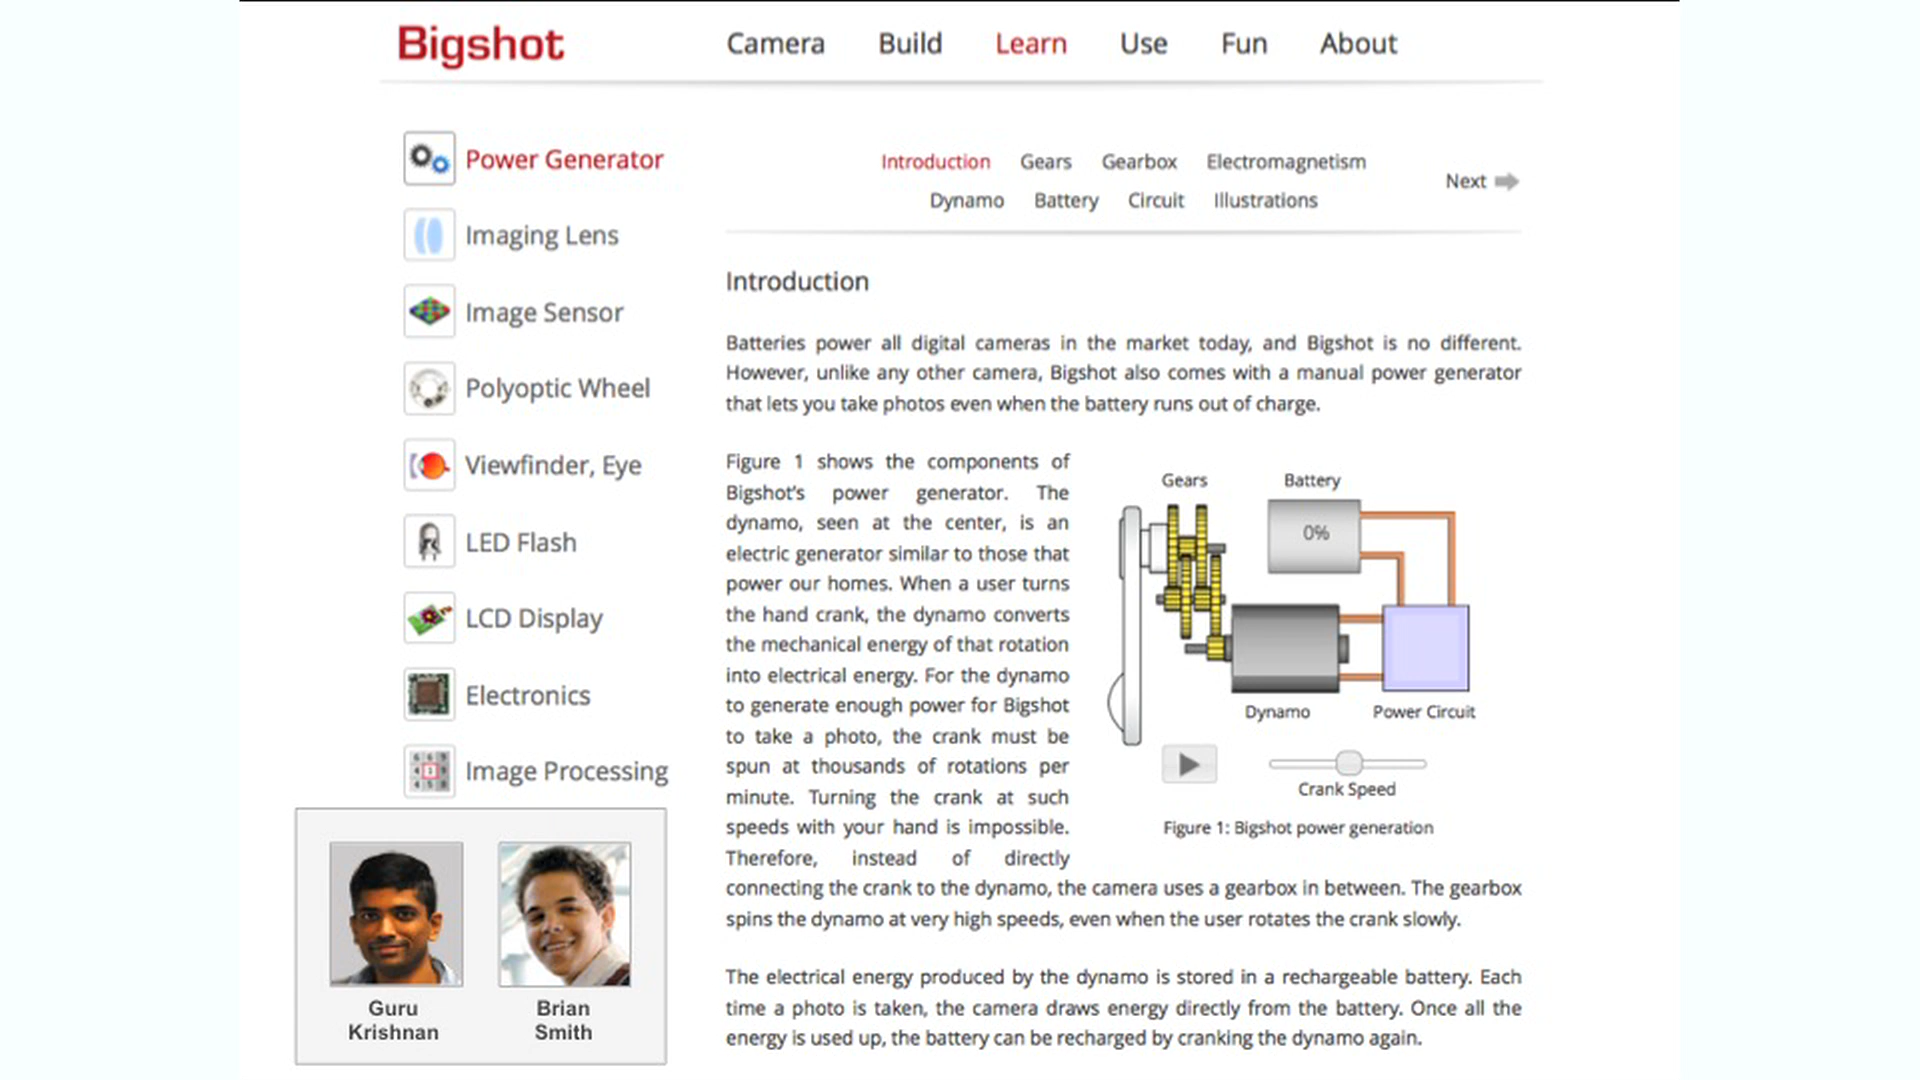 Bigshot
Camera Build Learn Use Fun About
Power Generator
Imaging Lens
Image Sensor
Polyoptic Wheel
Viewfinder, Eye
LED Flash
LCD Display
Electronics
Image Processing
Guru
Krishnan
Brian
Smith
Introduction Gears Gearbox Electromagnetism
Dynamo Battery Circuit Illustrations
Next
Introduction
Batteries power all digital cameras in the market today, and Bigshot is no different.
However, unlike any other camera, Bigshot also comes with a manual power generator
that lets you take photos even when the battery runs out of charge.
Figure 1 shows the components of
Bigshot's power generator. The
dynamo, seen at the center, is an
electric generator similar to those that
power our homes. When a user turns
the hand crank, the dynamo converts
the mechanical energy of that rotation
into electrical energy. For the dynamo
to generate enough power for Bigshot
to take a photo, the crank must be
spun at thousands of rotations per
minute. Turning the crank at such
speeds with your hand is impossible.
Therefore, instead of directly
connecting the crank to the dynamo, the camera uses a gearbox in between. The gearbox
spins the dynamo at very high speeds, even when the user rotates the crank slowly.
Gears Battery
0%
Dynamo Power Circuit
Crank Speed
Figure 1: Bigshot power generation
The electrical energy produced by the dynamo is stored in a rechargeable battery. Each
time a photo is taken, the camera draws energy directly from the battery. Once all the
energy is used up, the battery can be recharged by cranking the dynamo again.